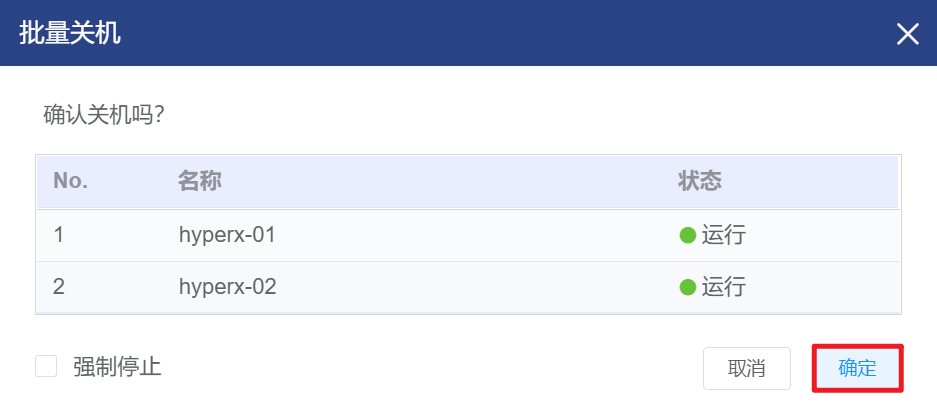 批量关机
确认关机吗?
No. 名称 状态
1 hyperx-01 运行
2 hyperx-02 运行
强制停止 取消 确定